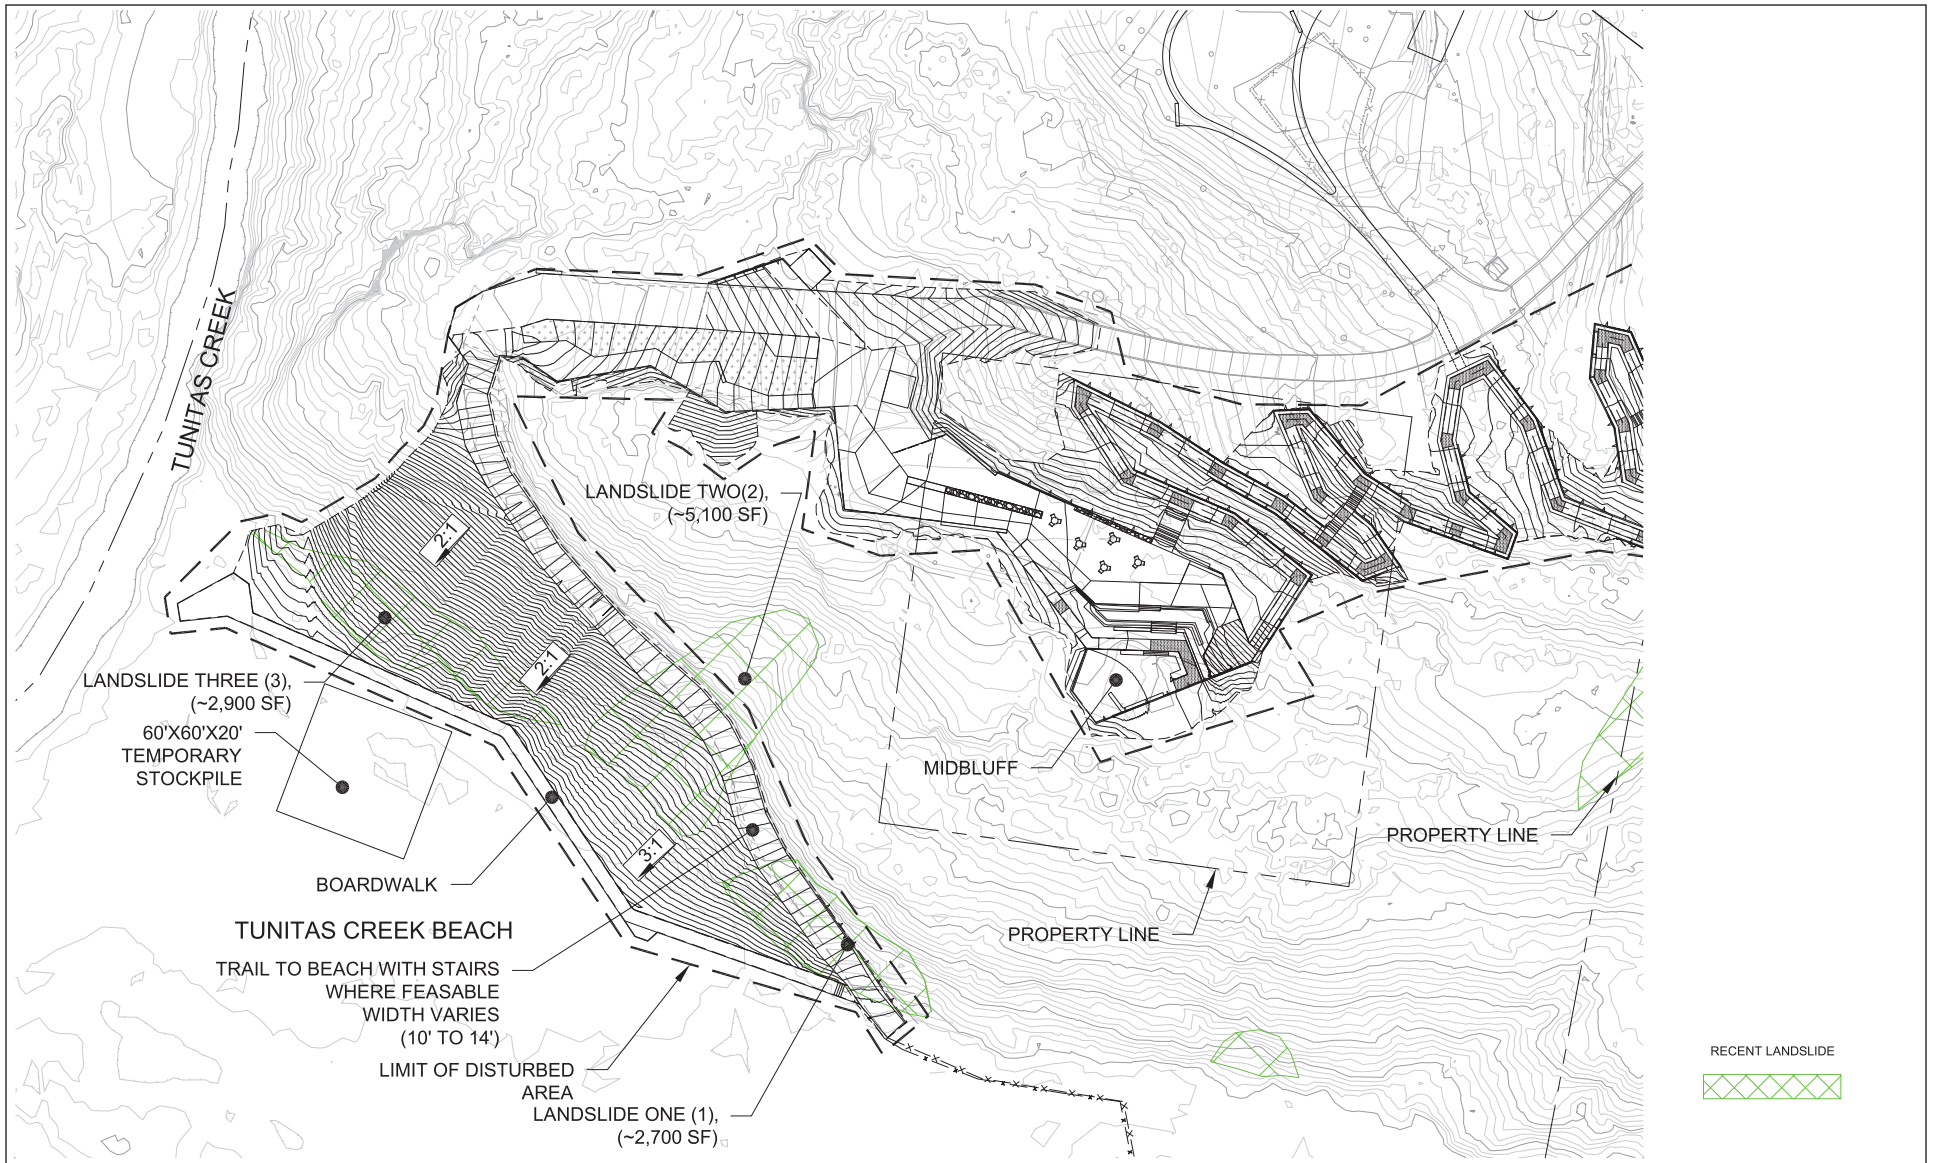 TUNITAS CREEK
LANDSLIDE TWO(2),
(~5,100 SF)
2:1
2:1
3:1
LANDSLIDE THREE (3),
(~2,900 SF)
60'X60'X20'
TEMPORARY
STOCKPILE
MIDBLUFF
PROPERTY LINE
BOARDWALK
TUNITAS CREEK BEACH
PROPERTY LINE
TRAIL TO BEACH WITH STAIRS
WHERE FEASABLE
WIDTH VARIES
(10' TO 14')
LIMIT OF DISTURBED
AREA
LANDSLIDE ONE (1),
(~2,700 SF)
RECENT LANDSLIDE